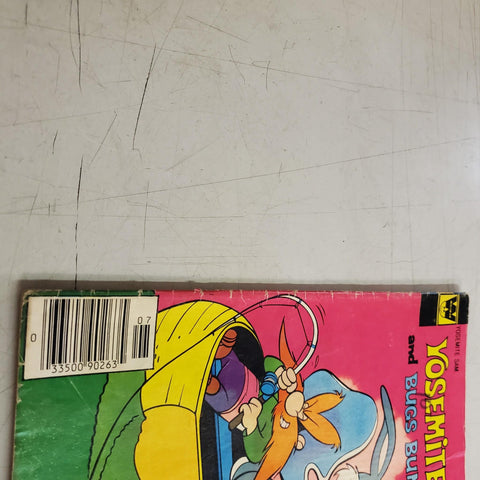 YOSEMITE SAM
YOSEMITE
and
BUGS BUN
07
0
33500 90263
W